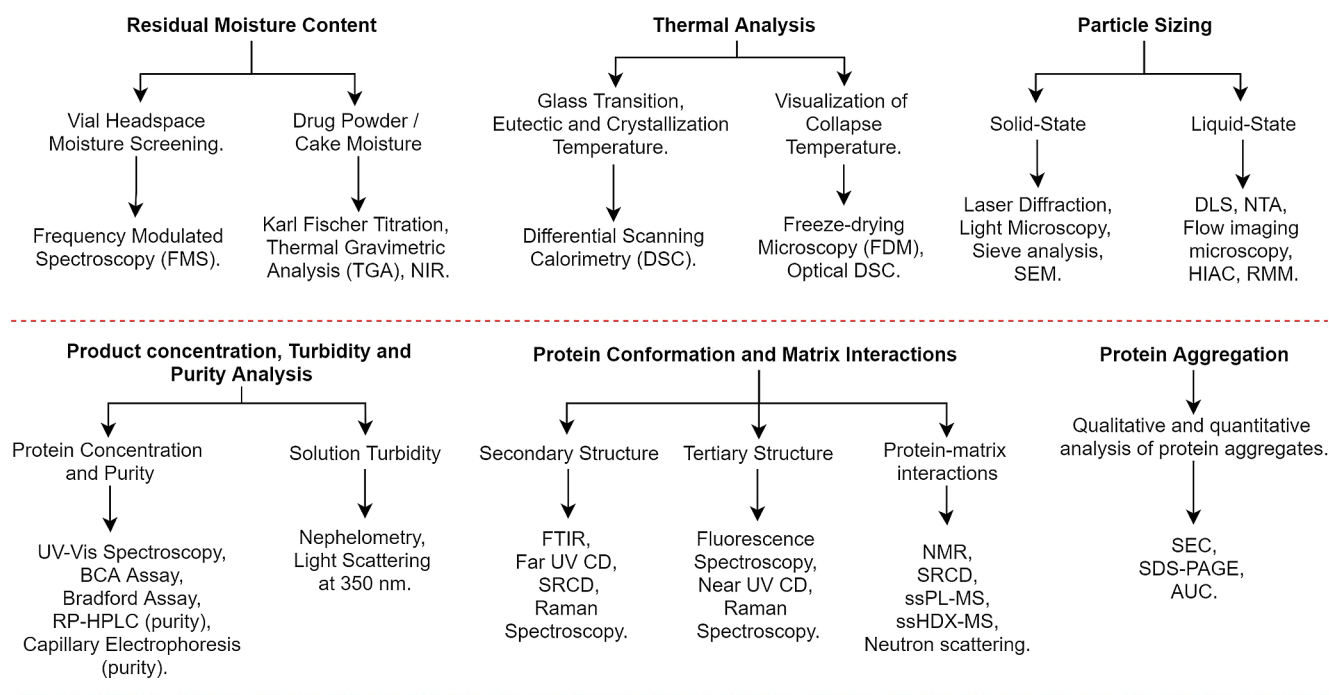 Residual Moisture Content
Vial Headspace
Moisture Screening.
Frequency Modulated
Spectroscopy (FMS).
Drug Powder /
Cake Moisture
Karl Fischer Titration,
Thermal Gravimetric
Analysis (TGA), NIR.
Thermal Analysis
Glass Transition,
Eutectic and Crystallization
Temperature.
Differential Scanning
Calorimetry (DSC).
Visualization of
Collapse
Temperature.
Freeze-drying
Microscopy (FDM),
Optical DSC.
Particle Sizing
Solid-State
Laser Diffraction,
Light Microscopy,
Sieve analysis,
SEM.
Liquid-State
DLS, NTA,
Flow imaging
microscopy,
HIAC, RMM.
Product concentration, Turbidity and
Purity Analysis
Protein Concentration
and Purity
UV-Vis Spectroscopy,
BCA Assay,
Bradford Assay,
RP-HPLC (purity),
Capillary Electrophoresis
(purity).
Solution Turbidity
Nephelometry,
Light Scattering
at 350 nm.
Protein Conformation and Matrix Interactions
Secondary Structure
FTIR,
Far UV CD,
SRCD,
Raman
Spectroscopy.
Tertiary Structure
Fluorescence
Spectroscopy,
Near UV CD,
Raman
Spectroscopy.
Protein-matrix
interactions
NMR,
SRCD,
ssPL-MS,
ssHDX-MS,
Neutron scattering.
Protein Aggregation
Qualitative and quantitative
analysis of protein aggregates.
SEC,
SDS-PAGE,
AUC.